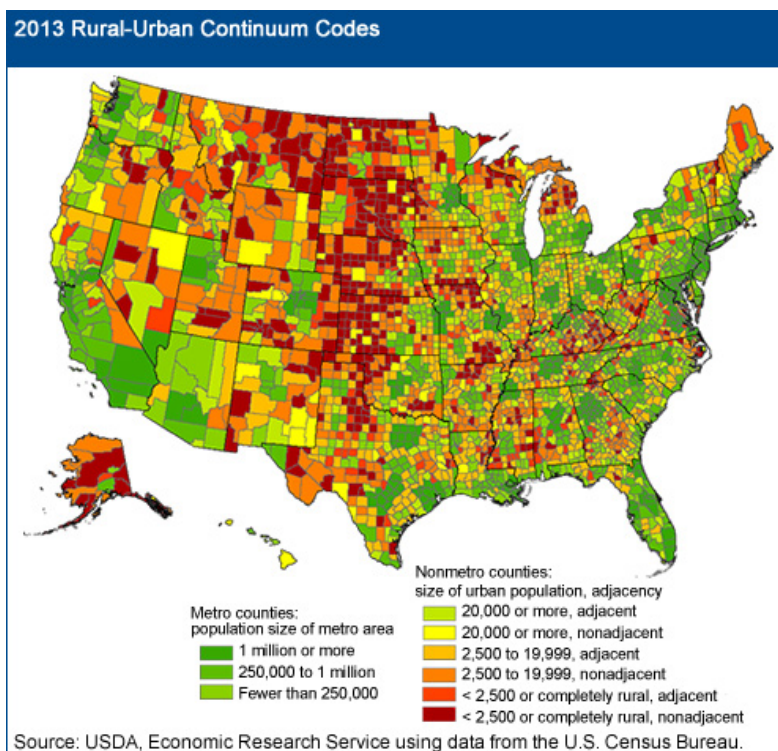 2013 Rural-Urban Continuum Codes
Metro counties:
population size of metro area
1 million or more
250,000 to 1 million
Fewer than 250,000
Nonmetro counties:
size of urban population, adjacency
20,000 or more, adjacent
20,000 or more, nonadjacent
2,500 to 19,999, adjacent
2,500 to 19,999, nonadjacent
< 2,500 or completely rural, adjacent
< 2,500 or completely rural, nonadjacent
Source: USDA, Economic Research Service using data from the U.S. Census Bureau.